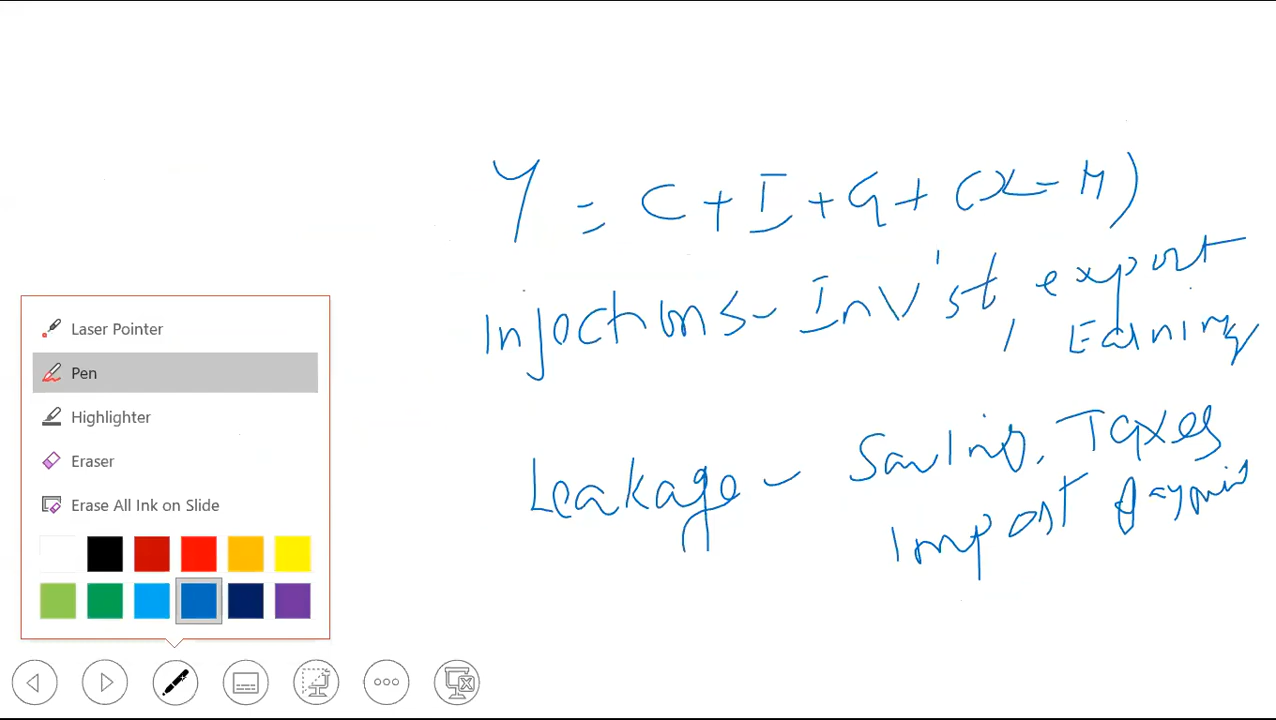 Y = C + I + G + (X - M)
Injections - Inv'st, export
Earning
Leakage - Saving, Taxes
Import
Laser Pointer
Pen
Highlighter
Eraser
Erase All Ink on Slide